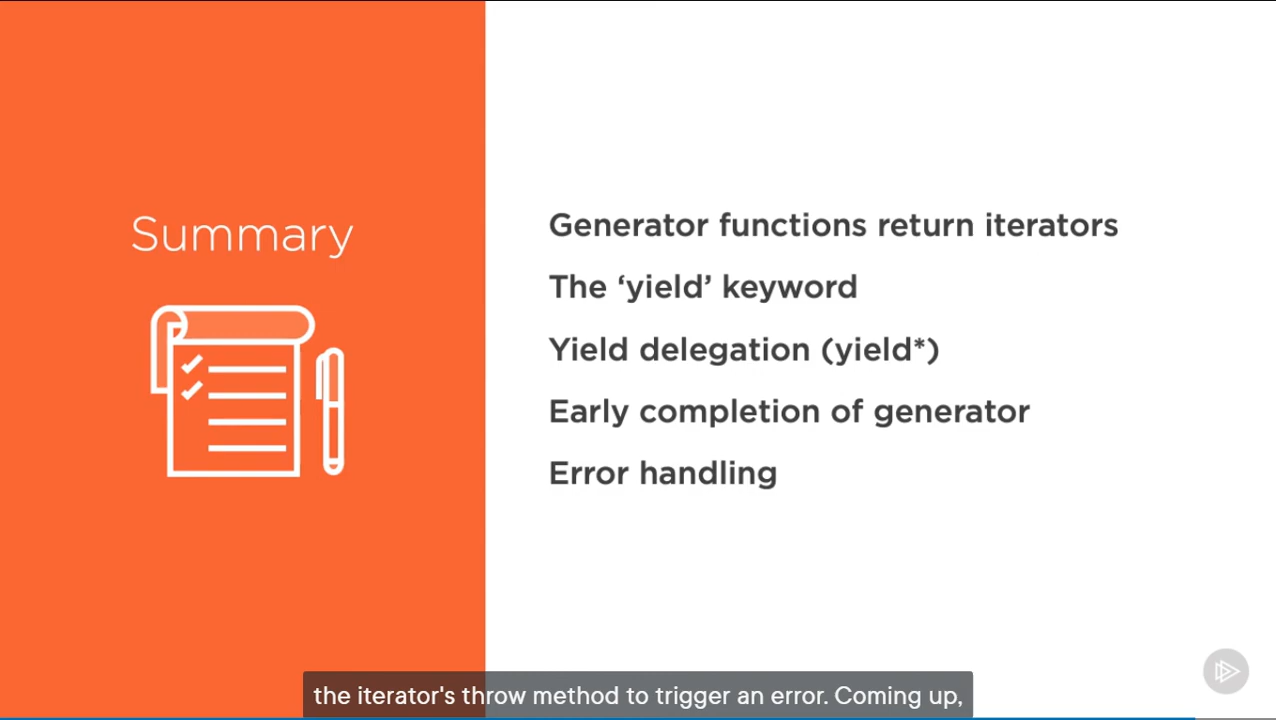 Summary
Generator functions return iterators
The ‘yield’ keyword
Yield delegation (yield*)
Early completion of generator
Error handling
the iterator's throw method to trigger an error. Coming up,